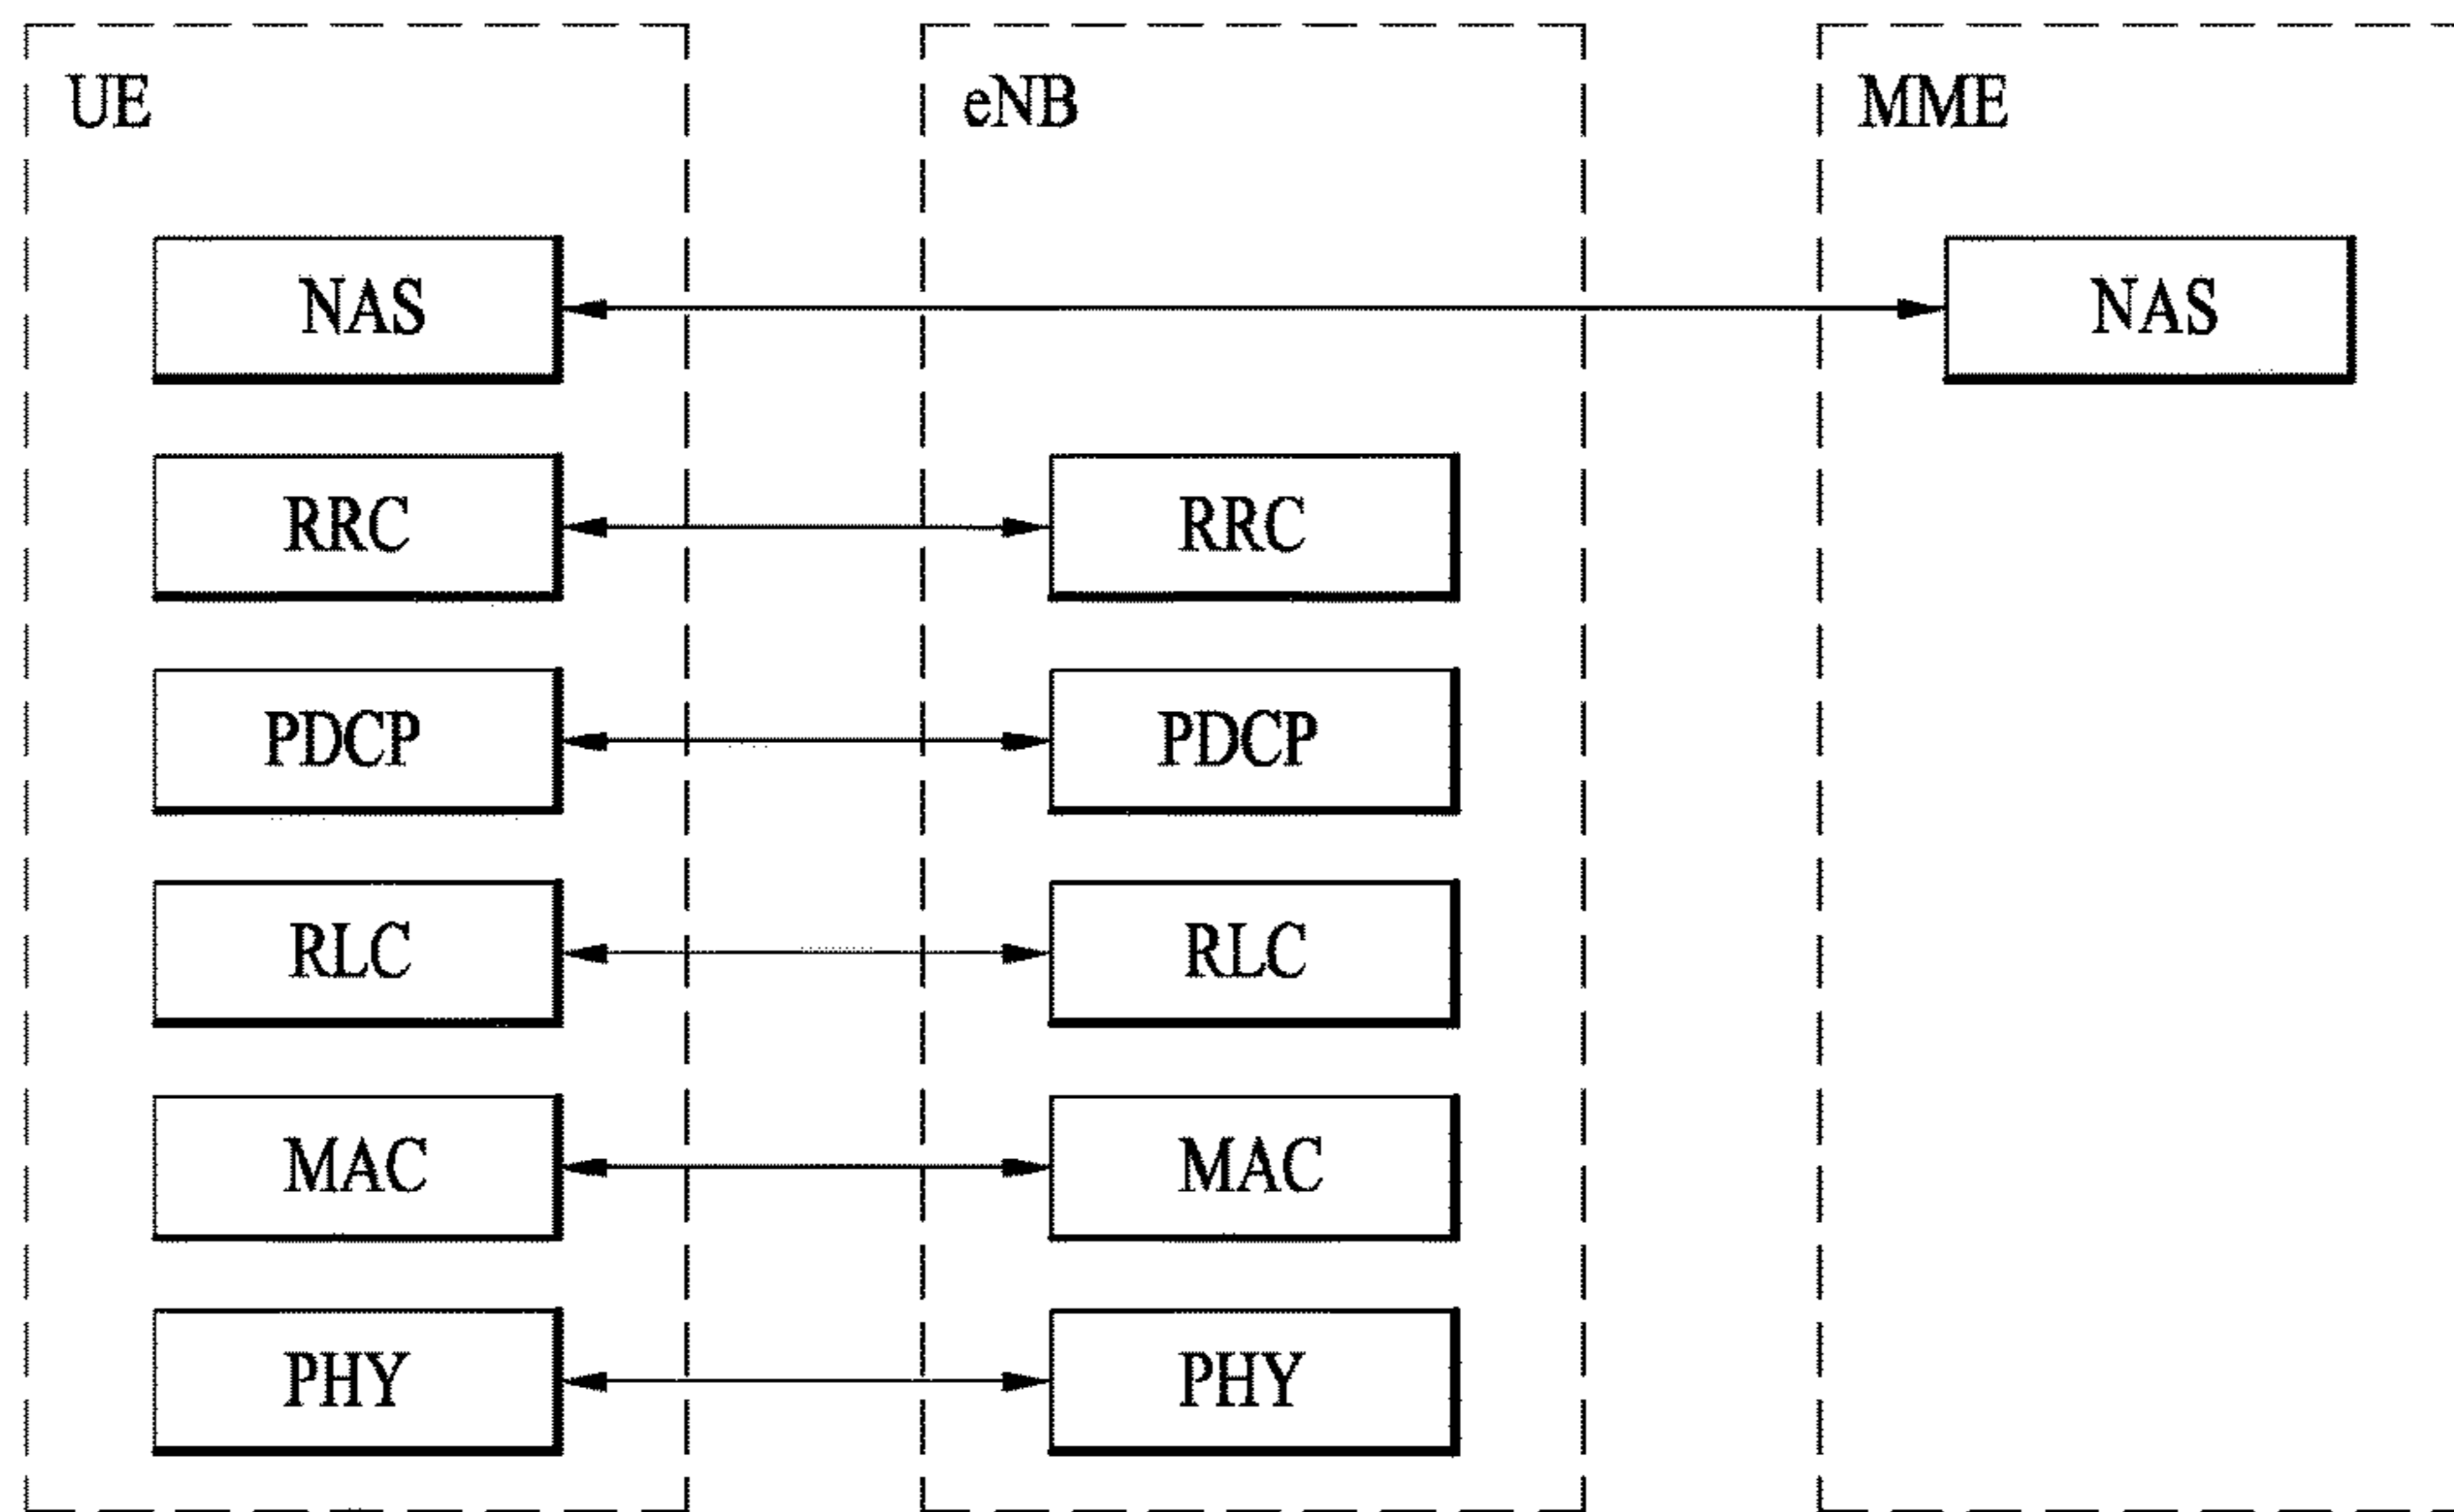 UE eNB MME
NAS NAS
RRC RRC
PDCP PDCP
RLC RLC
MAC MAC
PHY PHY